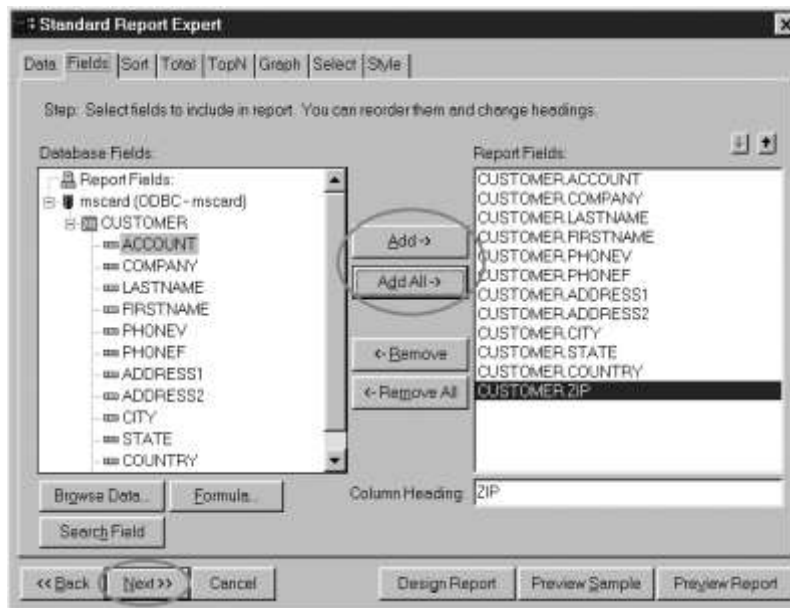 Standard Report Expert
Data Fields Sort Total TopN Graph Select Style
Step: Select fields to include in report. You can reorder them and change headings.
Database Fields:
Report Fields:
mscard (ODBC - mscard)
CUSTOMER
ACCOUNT
COMPANY
LASTNAME
FIRSTNAME
PHONEV
PHONEF
ADDRESS1
ADDRESS2
CITY
STATE
COUNTRY
Add ->
Add All ->
<- Remove
<- Remove All
Report Fields:
CUSTOMER.ACCOUNT
CUSTOMER.COMPANY
CUSTOMER.LASTNAME
CUSTOMER.FIRSTNAME
CUSTOMER.PHONEV
CUSTOMER.PHONEF
CUSTOMER.ADDRESS1
CUSTOMER.ADDRESS2
CUSTOMER.CITY
CUSTOMER.STATE
CUSTOMER.COUNTRY
CUSTOMER.ZIP
Browse Data... Formula...
Column Heading: ZIP
Search Field
<< Back Next >> Cancel Design Report Preview Sample Preview Report